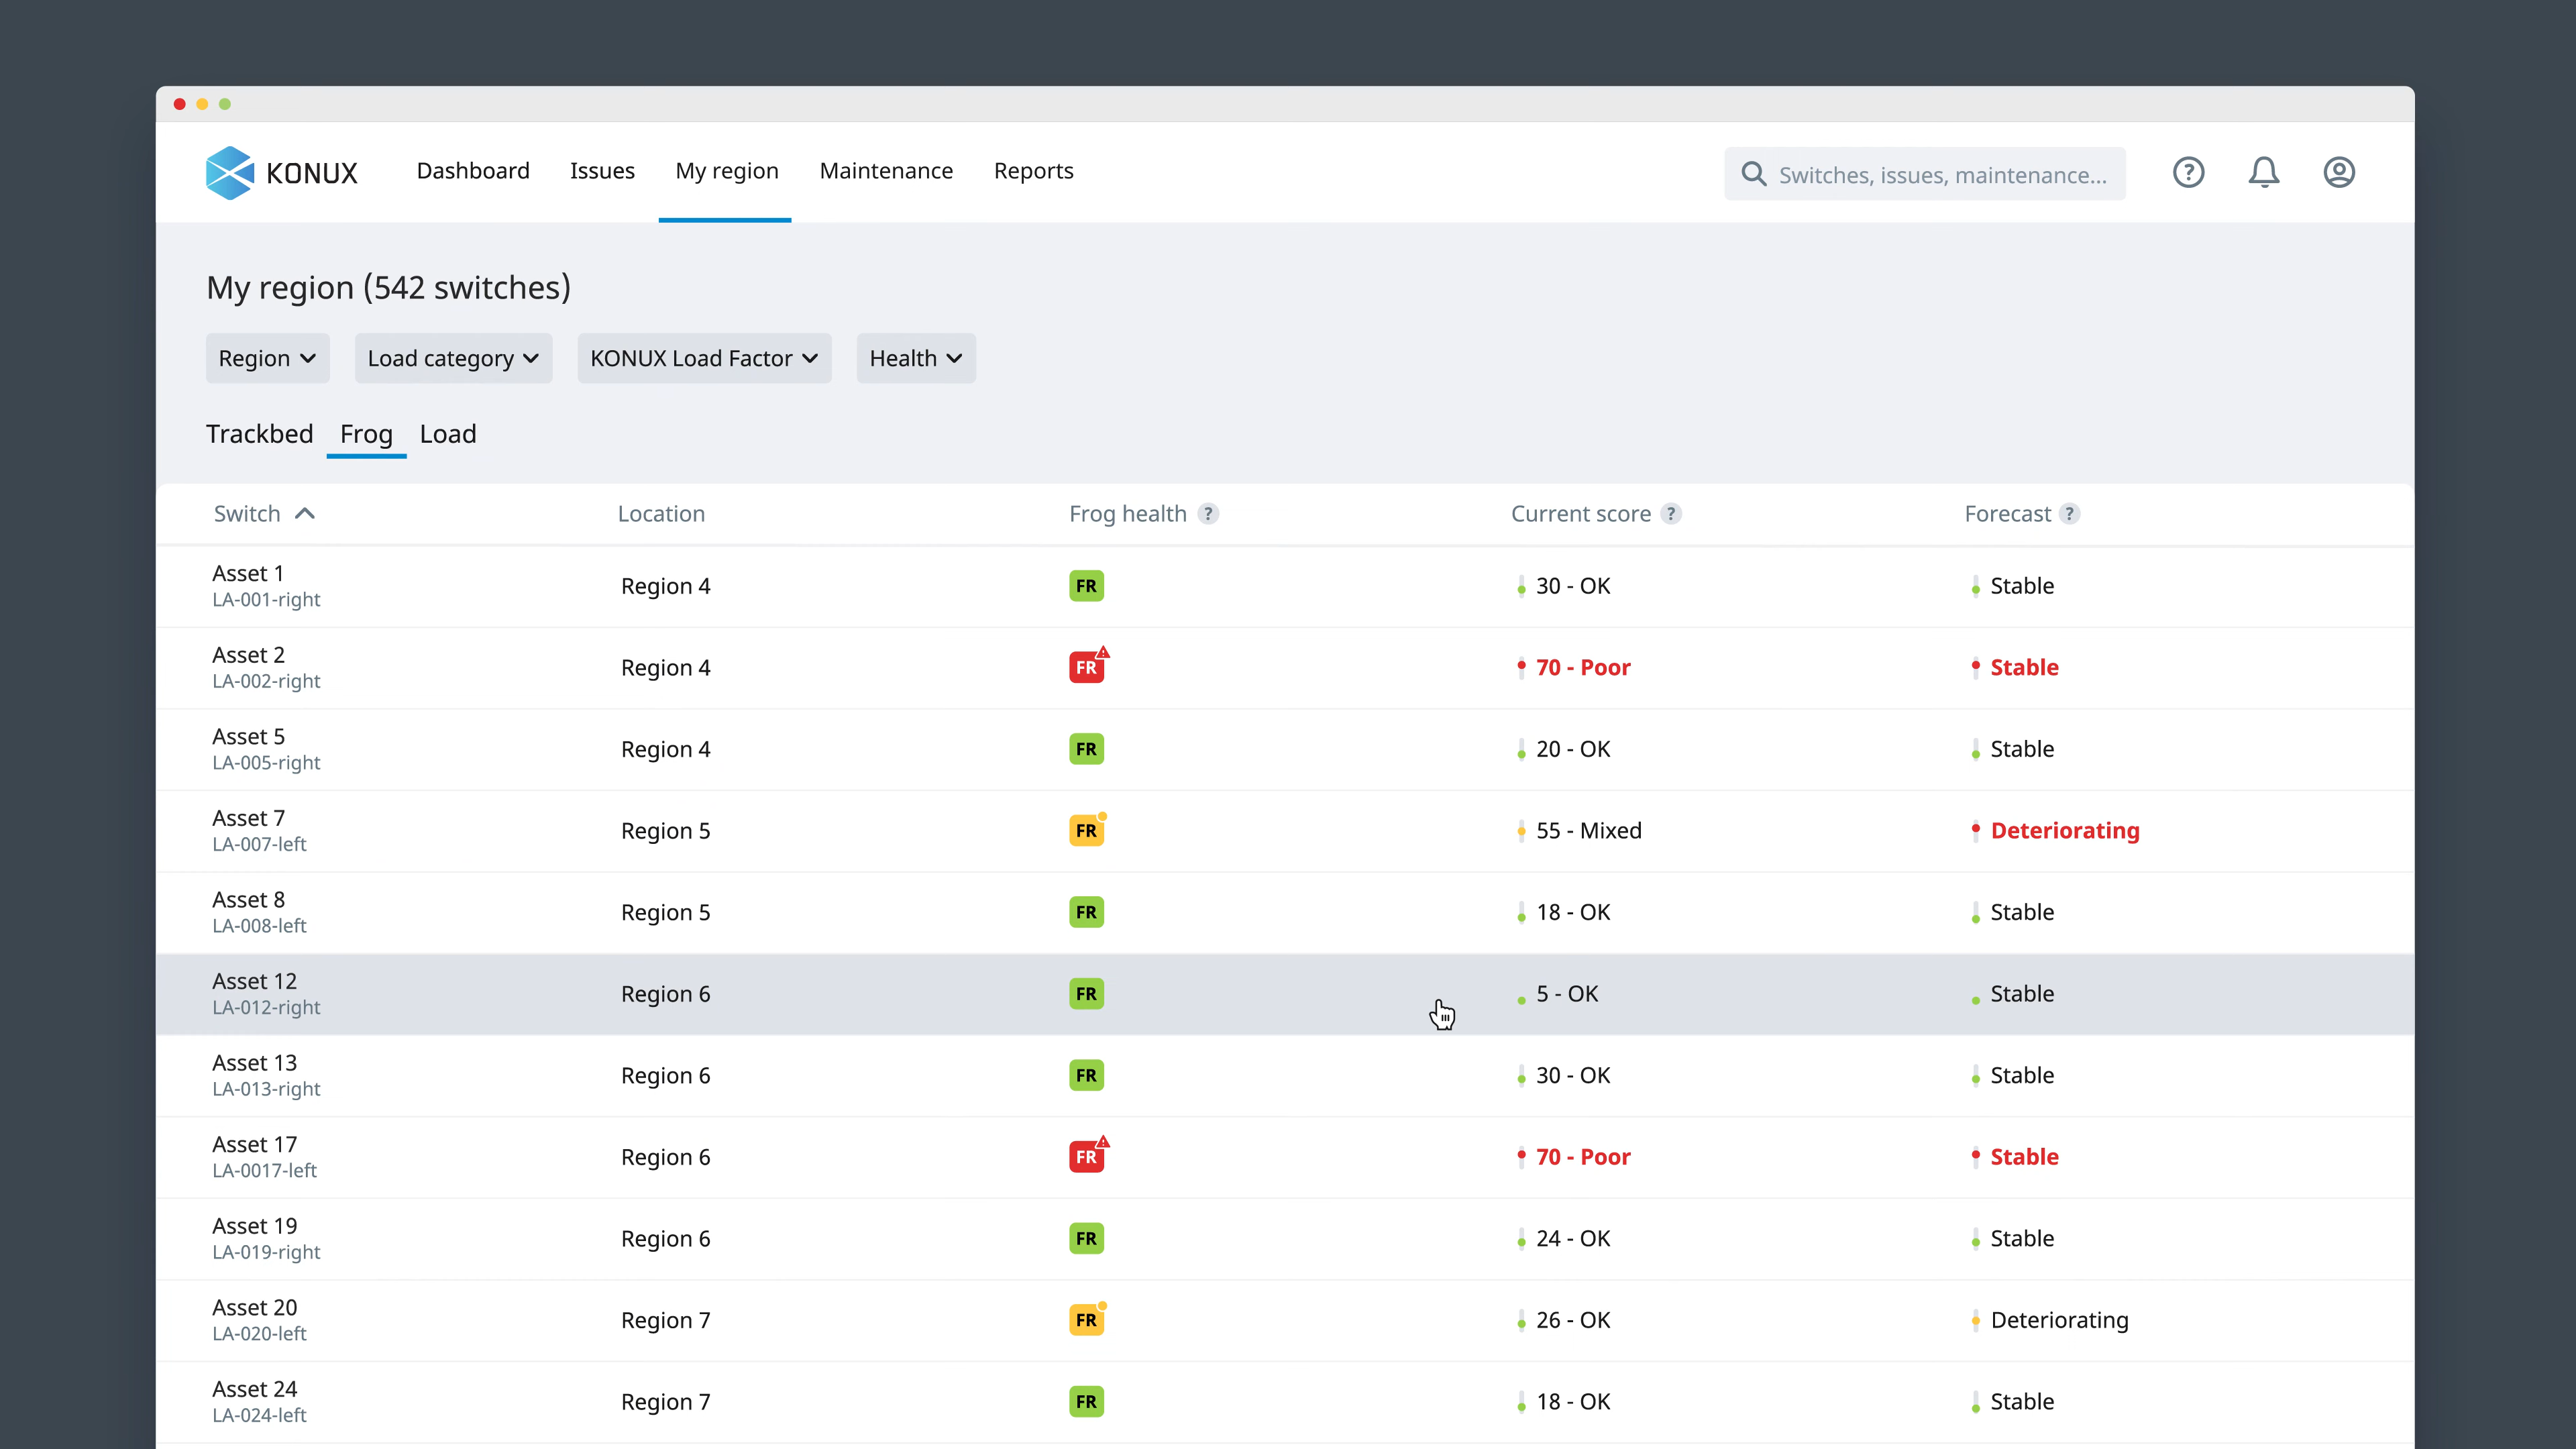 KONUX Dashboard Issues My region Maintenance Reports Switches, issues, maintenance... ?
My region (542 switches)
Region Load category KONUX Load Factor Health
Trackbed Frog Load
Switch Location Frog health ? Current score ? Forecast ?
Asset 1
LA-001-right
Region 4 FR 30 - OK Stable
Asset 2
LA-002-right
Region 4 FR 70 - Poor Stable
Asset 5
LA-005-right
Region 4 FR 20 - OK Stable
Asset 7
LA-007-left
Region 5 FR 55 - Mixed Deteriorating
Asset 8
LA-008-left
Region 5 FR 18 - OK Stable
Asset 12
LA-012-right
Region 6 FR 5 - OK Stable
Asset 13
LA-013-right
Region 6 FR 30 - OK Stable
Asset 17
LA-0017-left
Region 6 FR 70 - Poor Stable
Asset 19
LA-019-right
Region 6 FR 24 - OK Stable
Asset 20
LA-020-left
Region 7 FR 26 - OK Deteriorating
Asset 24
LA-024-left
Region 7 FR 18 - OK Stable